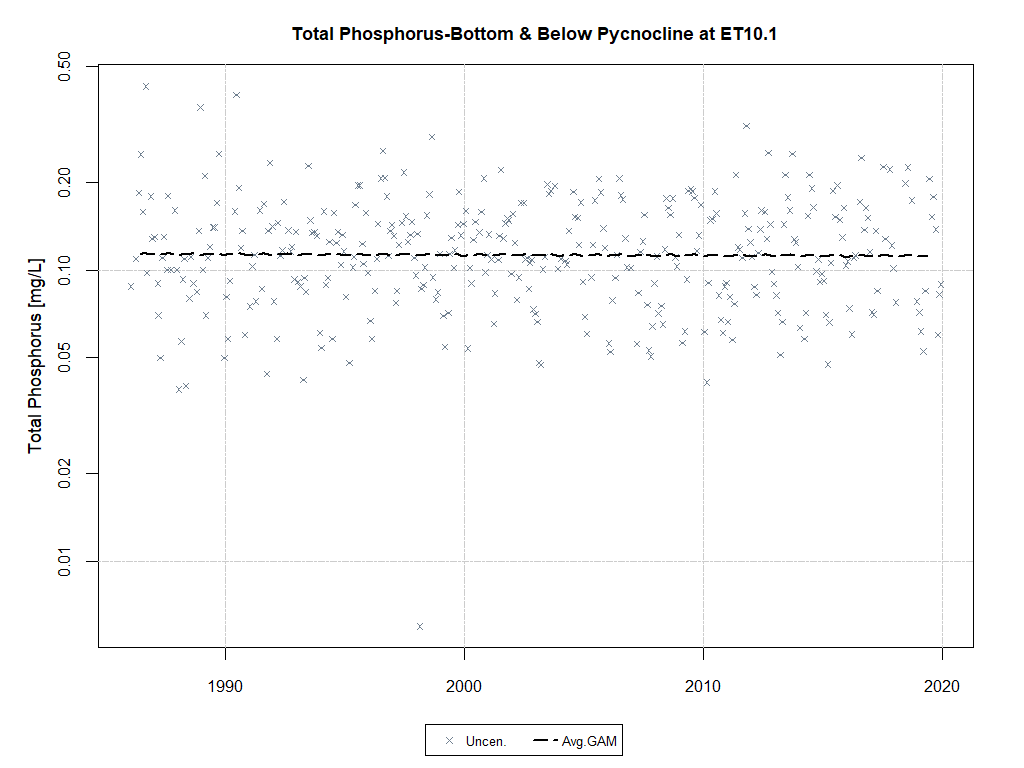 Total Phosphorus-Bottom & Below Pycnocline at ET10.1
Total Phosphorus [mg/L]
0.50
0.20
0.10
0.05
0.02
0.01
1990 2000 2010 2020
Uncen. Avg.GAM